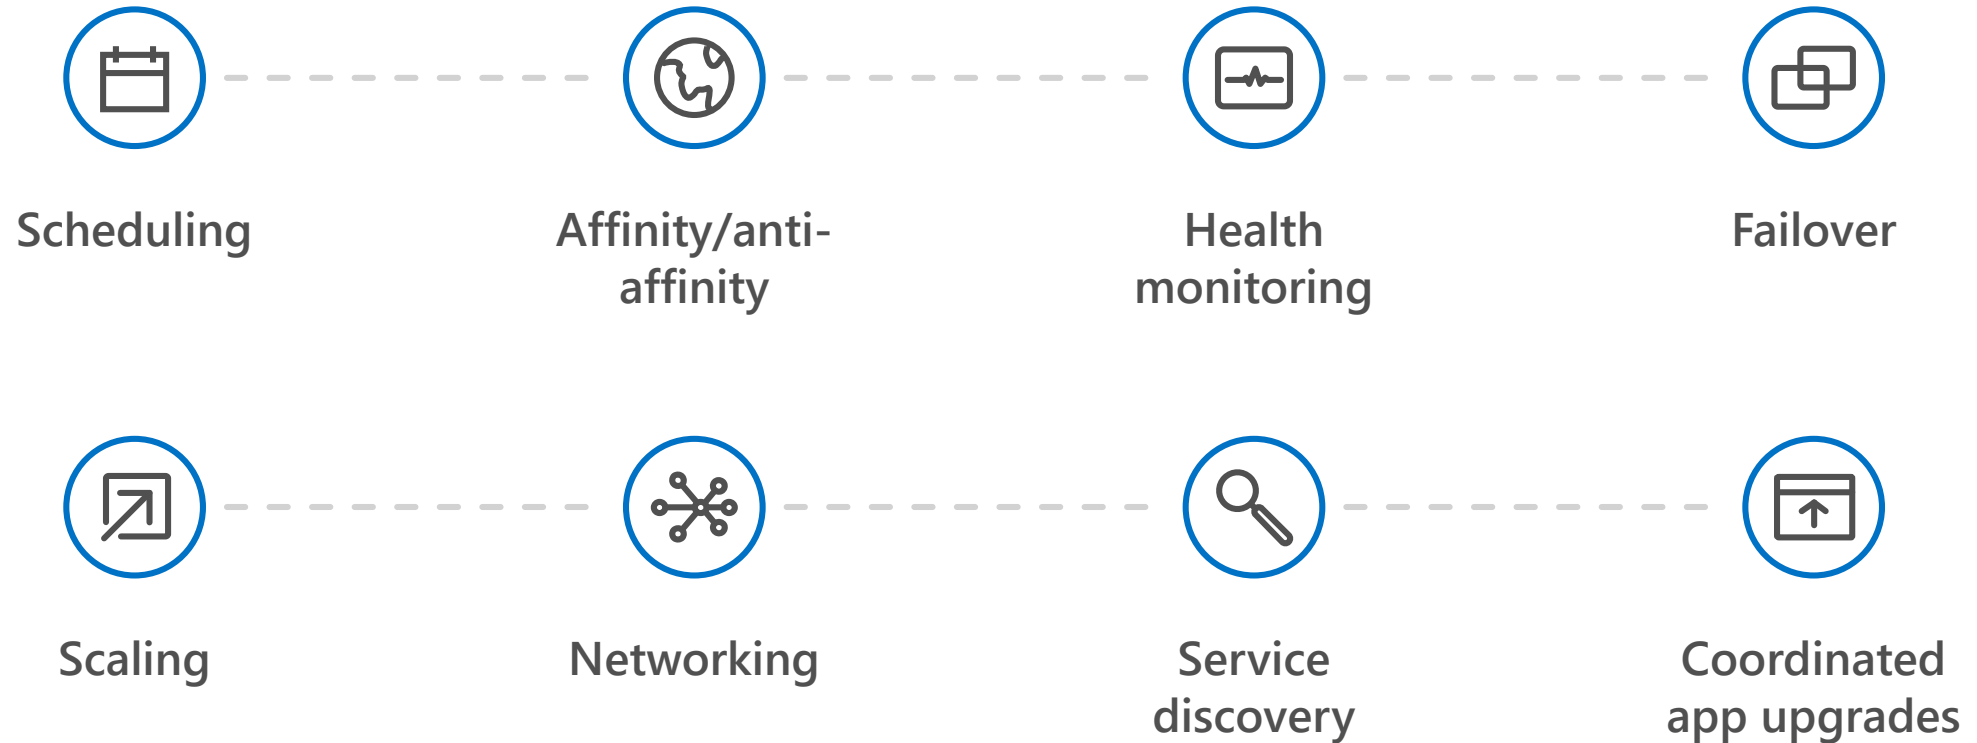 Scheduling
Affinity/anti-
affinity
Health
monitoring
Failover
Scaling
Networking
Service
discovery
Coordinated
app upgrades